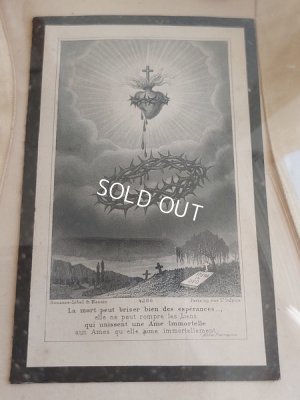 SOLD OUT
4286
La mort peut briser bien des espérances...,
elle ne peut rompre les liens
qui unissent une Ame immortelle
aux Ames qu'elle aime immortellement.